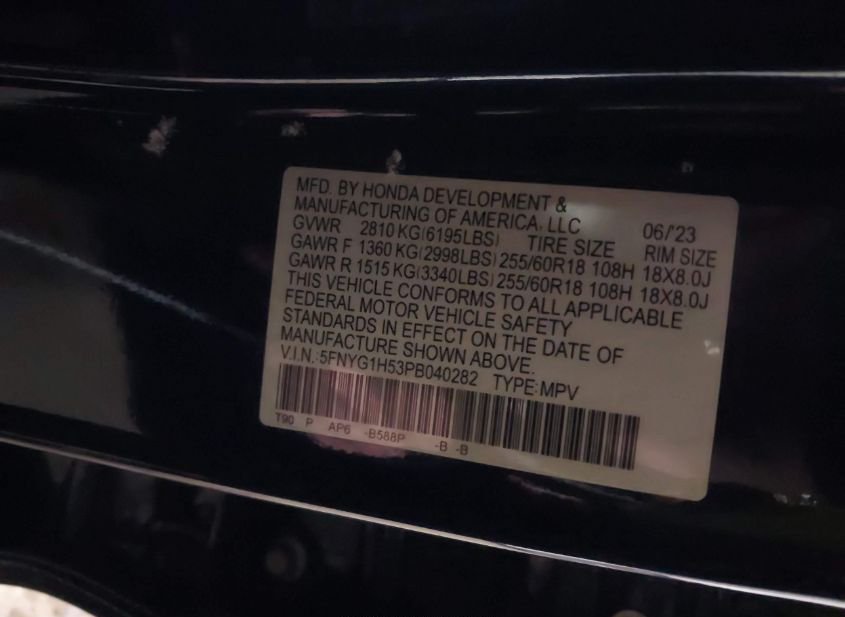 MFD. BY HONDA DEVELOPMENT &
MANUFACTURING OF AMERICA, LLC 06/'23
GVWR 2810 KG(6195LBS) TIRE SIZE RIM SIZE
GAWR F 1360 KG(2998LBS) 255/60R18 108H 18X8.0J
GAWR R 1515 KG(3340LBS) 255/60R18 108H 18X8.0J
THIS VEHICLE CONFORMS TO ALL APPLICABLE
FEDERAL MOTOR VEHICLE SAFETY
STANDARDS IN EFFECT ON THE DATE OF
MANUFACTURE SHOWN ABOVE.
V.I.N.:5FNYG1H53PB040282 TYPE:MPV
T90 P AP6 -B588P -B -B